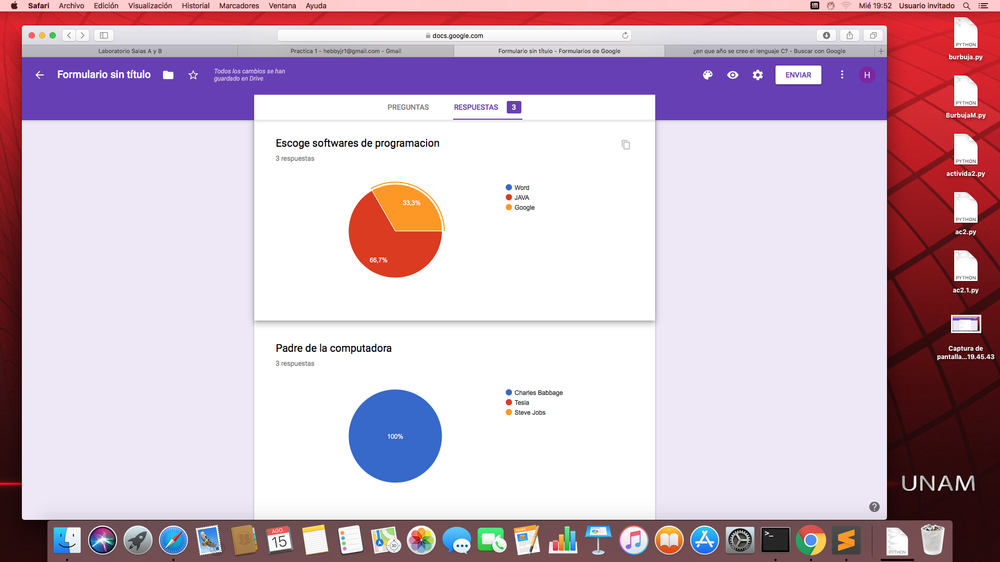 Safari Archivo Edición Visualización Historial Marcadores Ventana Ayuda Mié 19:52 Usuario invitado
docs.google.com
Laboratorio Salas A y B
Practica 1 - hebbyjr1@gmail.com - Gmail
Formulario sin título - Formularios de Google
¿en que año se creo el lenguaje C? - Buscar con Google
Formulario sin título
Todos los cambios se han
guardado en Drive
ENVIAR
H
PREGUNTAS
RESPUESTAS 3
Escoge softwares de programacion
3 respuestas
33,3%
66,7%
Word
JAVA
Google
Padre de la computadora
3 respuestas
100%
Charles Babbage
Tesla
Steve Jobs
?
PYTHON
burbuja.py
PYTHON
BurbujaM.py
PYTHON
activida2.py
PYTHON
ac2.py
PYTHON
ac2.1.py
Captura de
pantalla...19.45.43
UNAM
AGO.
15
3D
PAGES
>_
PYTHON